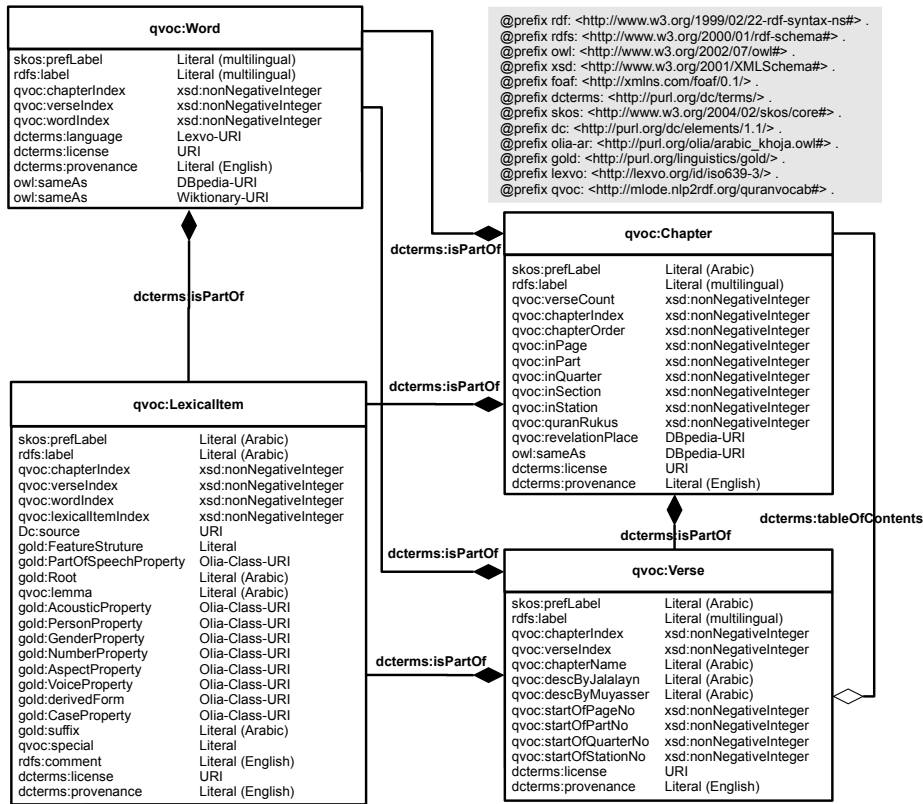 qvoc:Word
skos:prefLabel Literal (multilingual)
rdfs:label Literal (multilingual)
qvoc:chapterIndex xsd:nonNegativeInteger
qvoc:verseIndex xsd:nonNegativeInteger
qvoc:wordIndex xsd:nonNegativeInteger
dcterms:language Lexvo-URI
dcterms:license URI
dcterms:provenance Literal (English)
owl:sameAs DBpedia-URI
owl:sameAs Wiktionary-URI
@prefix rdf: <http://www.w3.org/1999/02/22-rdf-syntax-ns#> .
@prefix rdfs: <http://www.w3.org/2000/01/rdf-schema#> .
@prefix owl: <http://www.w3.org/2002/07/owl#> .
@prefix xsd: <http://www.w3.org/2001/XMLSchema#> .
@prefix foaf: <http://xmlns.com/foaf/0.1/> .
@prefix dcterms: <http://purl.org/dc/terms/> .
@prefix skos: <http://www.w3.org/2004/02/skos/core#> .
@prefix dc: <http://purl.org/dc/elements/1.1/> .
@prefix olia-ar: <http://purl.org/olia/arabic_khoja.owl#> .
@prefix gold: <http://purl.org/linguistics/gold/> .
@prefix lexvo: <http://lexvo.org/id/iso639-3/> .
@prefix qvoc: <http://mlode.nlp2rdf.org/quranvocab#> .
dcterms:isPartOf
dcterms:isPartOf
qvoc:Chapter
skos:prefLabel Literal (Arabic)
rdfs:label Literal (multilingual)
qvoc:verseCount xsd:nonNegativeInteger
qvoc:chapterIndex xsd:nonNegativeInteger
qvoc:chapterOrder xsd:nonNegativeInteger
qvoc:inPage xsd:nonNegativeInteger
qvoc:inPart xsd:nonNegativeInteger
qvoc:inQuarter xsd:nonNegativeInteger
qvoc:inSection xsd:nonNegativeInteger
qvoc:inStation xsd:nonNegativeInteger
qvoc:quranRukus xsd:nonNegativeInteger
qvoc:revelationPlace DBpedia-URI
owl:sameAs DBpedia-URI
dcterms:license URI
dcterms:provenance Literal (English)
dcterms:isPartOf
qvoc:LexicalItem
skos:prefLabel Literal (Arabic)
rdfs:label Literal (Arabic)
qvoc:chapterIndex xsd:nonNegativeInteger
qvoc:verseIndex xsd:nonNegativeInteger
qvoc:wordIndex xsd:nonNegativeInteger
qvoc:lexicalItemIndex xsd:nonNegativeInteger
Dc:source URI
gold:FeatureStruture Literal
gold:PartOfSpeechProperty Olia-Class-URI
gold:Root Literal (Arabic)
qvoc:lemma Literal (Arabic)
gold:AcousticProperty Olia-Class-URI
gold:PersonProperty Olia-Class-URI
gold:GenderProperty Olia-Class-URI
gold:NumberProperty Olia-Class-URI
gold:AspectProperty Olia-Class-URI
gold:VoiceProperty Olia-Class-URI
gold:derivedForm Olia-Class-URI
gold:CaseProperty Olia-Class-URI
gold:suffix Literal (Arabic)
qvoc:special Literal
rdfs:comment Literal (English)
dcterms:license URI
dcterms:provenance Literal (English)
dcterms:tableOfContents
dcterms:isPartOf
dcterms:isPartOf
dcterms:isPartOf
qvoc:Verse
skos:prefLabel Literal (Arabic)
rdfs:label Literal (multilingual)
qvoc:chapterIndex xsd:nonNegativeInteger
qvoc:verseIndex xsd:nonNegativeInteger
qvoc:chapterName Literal (Arabic)
qvoc:descByJalalayn Literal (Arabic)
qvoc:descByMuyasser Literal (Arabic)
qvoc:startOfPageNo xsd:nonNegativeInteger
qvoc:startOfPartNo xsd:nonNegativeInteger
qvoc:startOfQuarterNo xsd:nonNegativeInteger
qvoc:startOfStationNo xsd:nonNegativeInteger
dcterms:license URI
dcterms:provenance Literal (English)